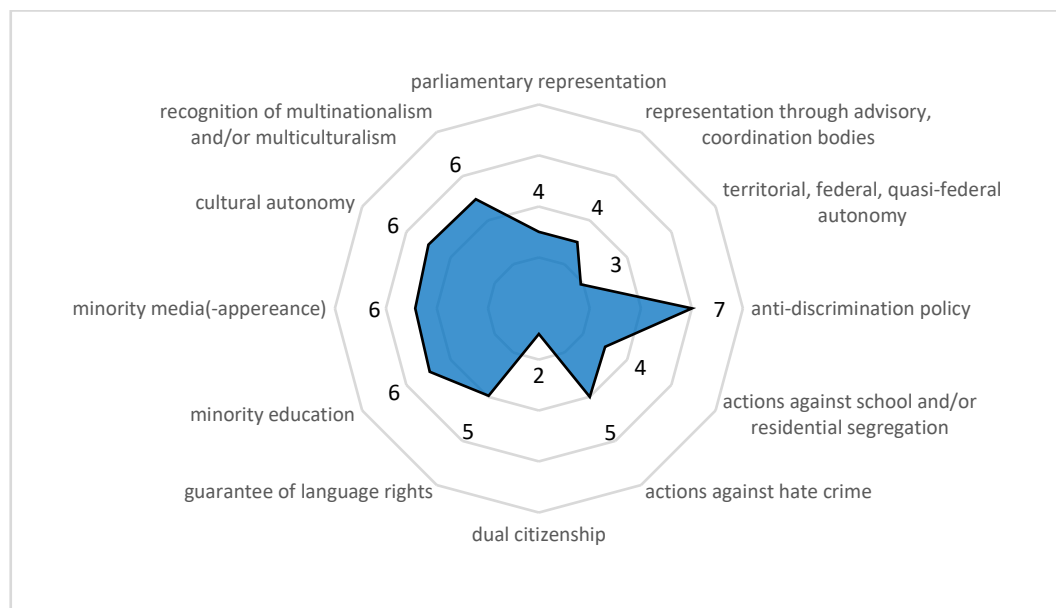 parliamentary representation
recognition of multinationalism
and/or multiculturalism
representation through advisory,
coordination bodies
6
4
4
cultural autonomy
territorial, federal, quasi-federal
autonomy
6
3
minority media(-appereance)
6
7
anti-discrimination policy
4
2
minority education
6
actions against school and/or
residential segregation
5
5
guarantee of language rights
actions against hate crime
dual citizenship